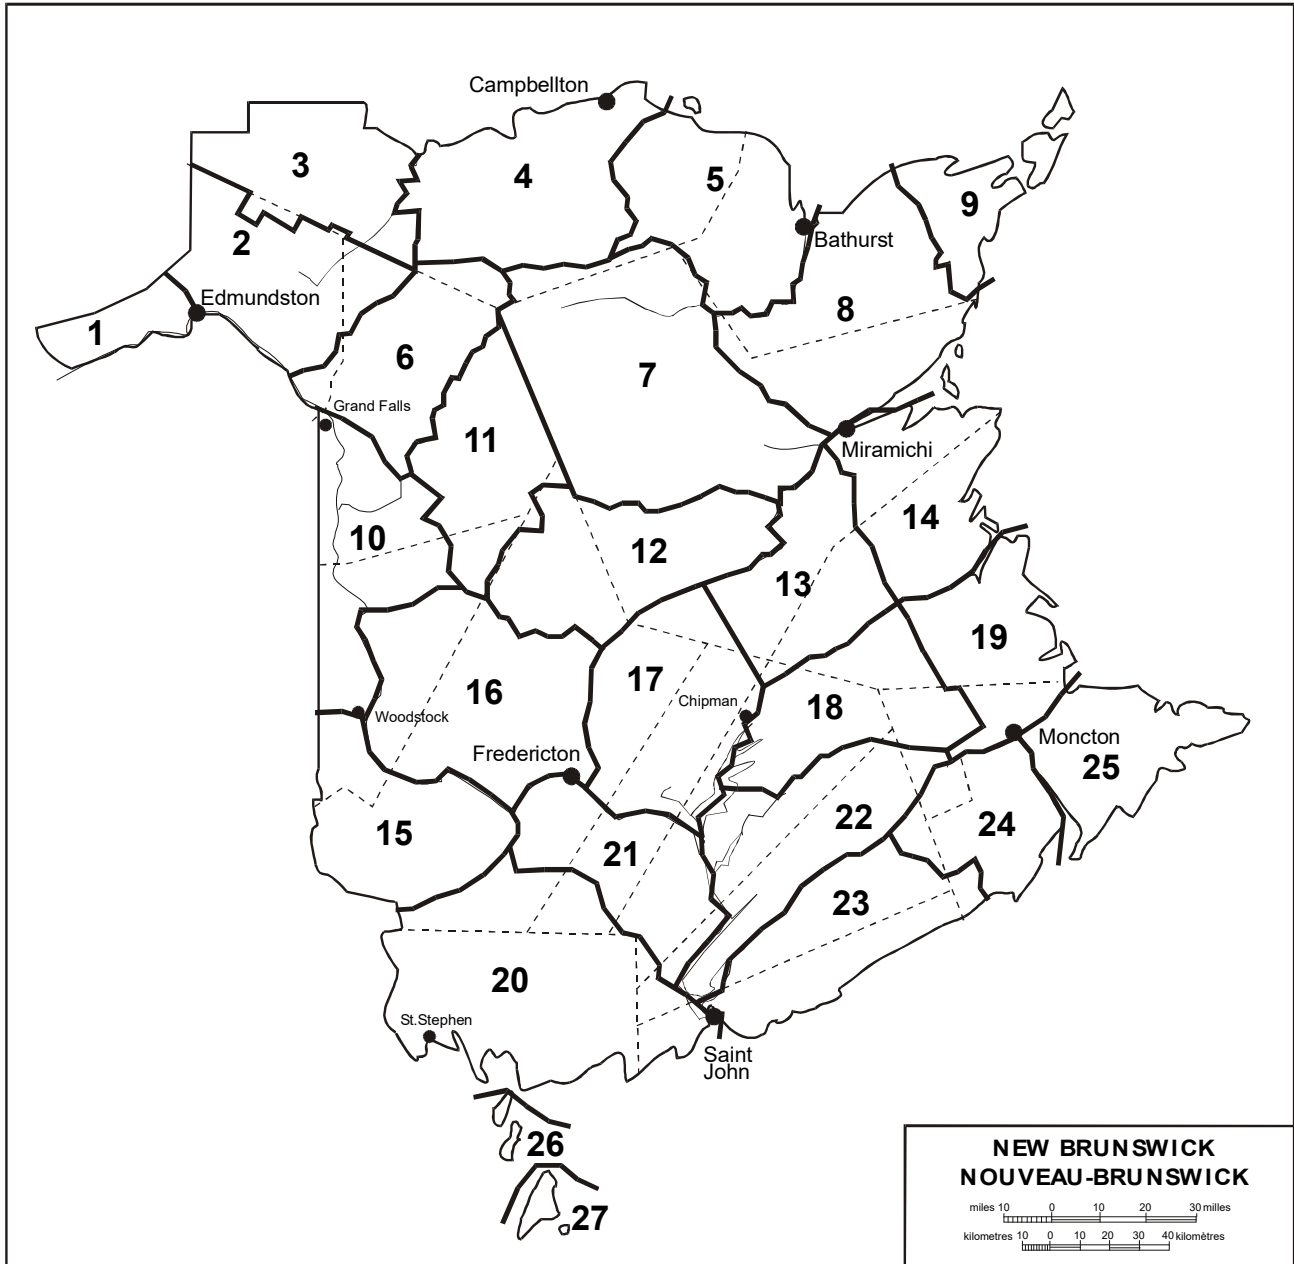 Campbellton
3
4
5
9
2
Bathurst
Edmundston
8
1
6
7
Grand Falls
11
Miramichi
14
10
12
13
19
17
16
Chipman
18
Woodstock
Moncton
Fredericton
25
22
24
15
21
23
20
St.Stephen
Saint
John
26
27
NEW BRUNSWICK
NOUVEAU-BRUNSWICK
miles 10 0 10 20 30 milles
kilometres 10 0 10 20 30 40 kilomètres